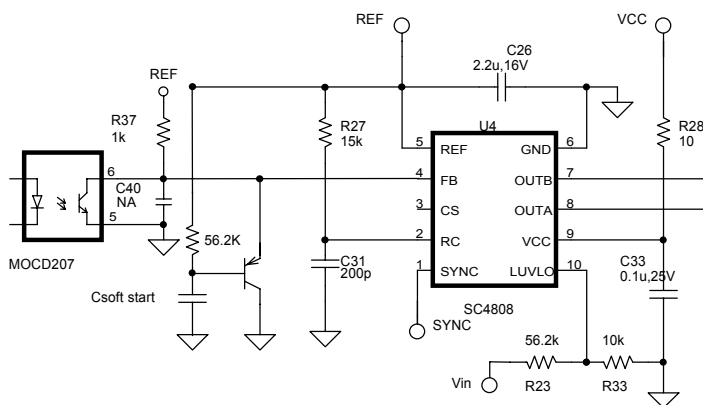 REF
VCC
C26
2.2u,16V
REF
R37
1k
R27
15k
U4
R28
10
5
REF
GND
6
6
C40
NA
4
FB
OUTB
7
5
3
CS
OUTA
8
56.2K
2
RC
VCC
9
MOCD207
C31
200p
1
SYNC
LUVLO
10
C33
0.1u,25V
Csoft start
SC4808
SYNC
56.2k
10k
Vin
R23
R33